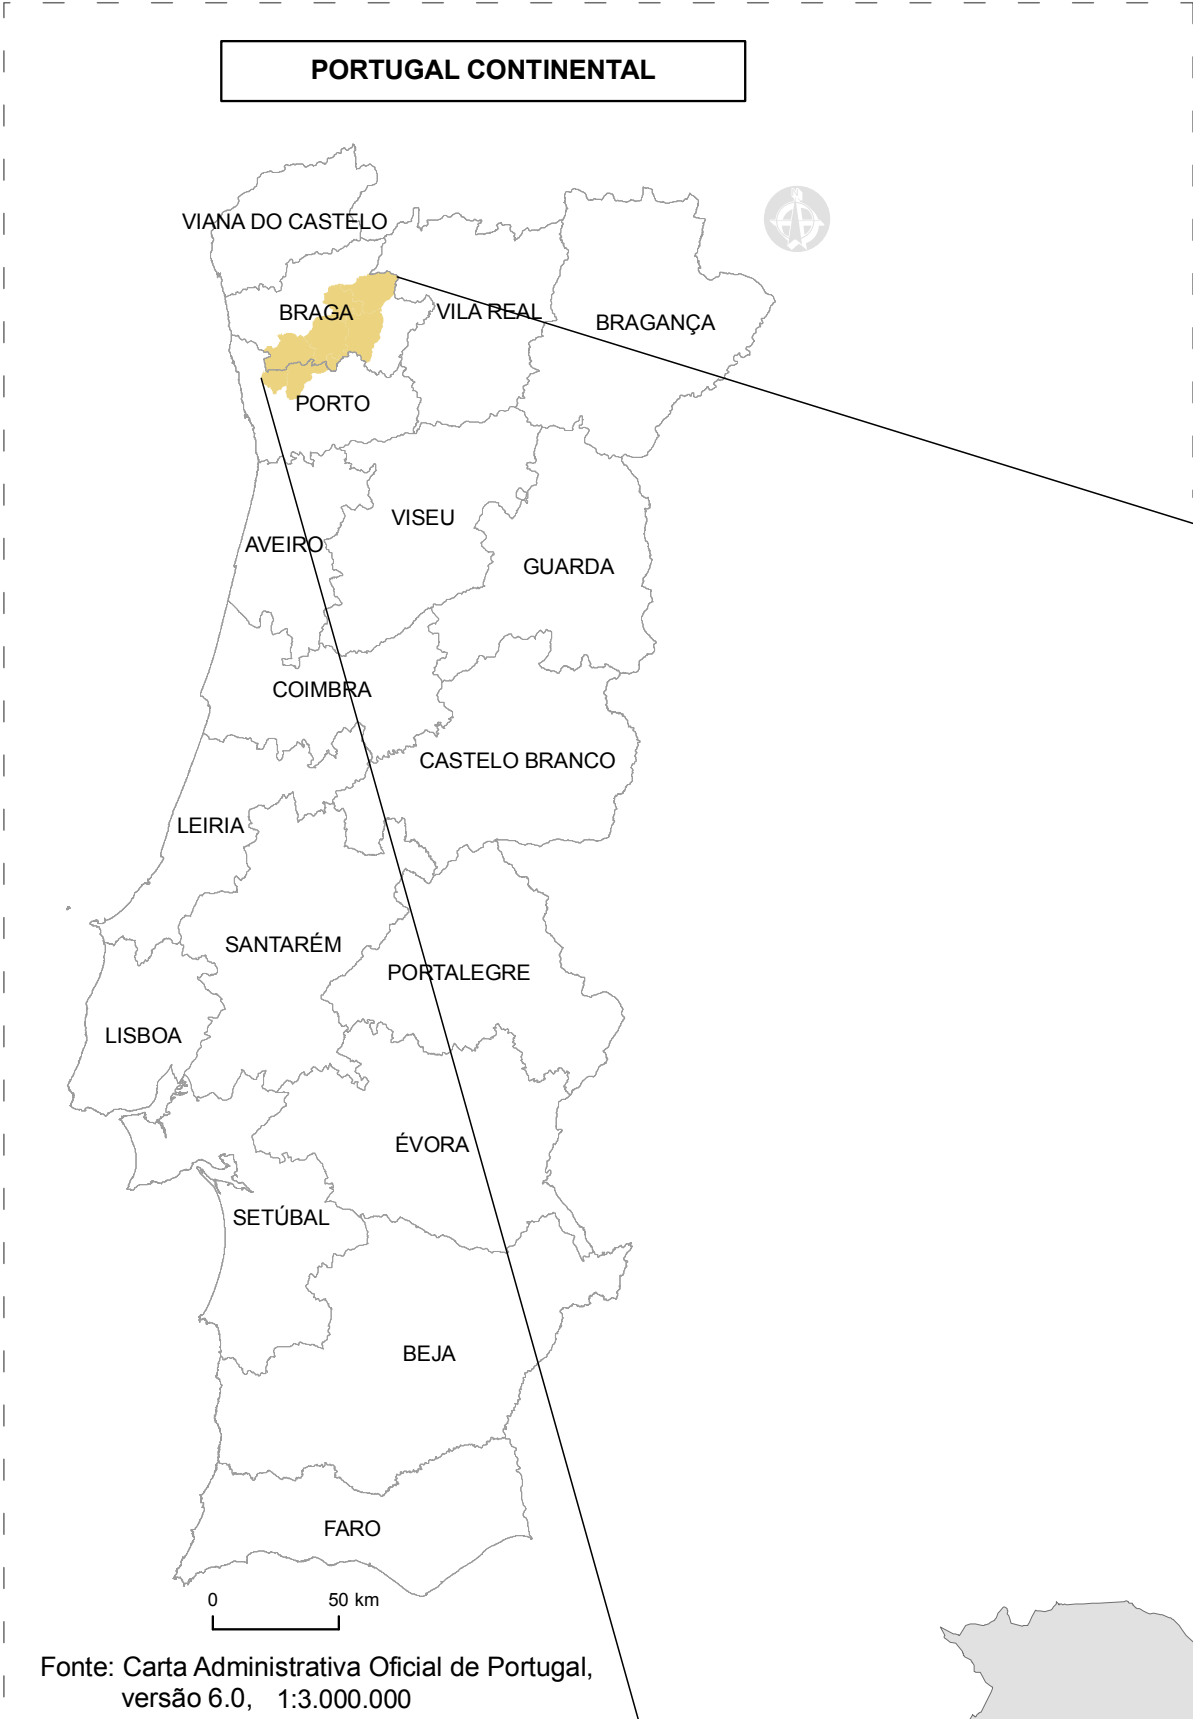 PORTUGAL CONTINENTAL
VIANA DO CASTELO
BRAGA
VILA REAL
BRAGANÇA
PORTO
VISEU
AVEIRO
GUARDA
COIMBRA
CASTELO BRANCO
LEIRIA
SANTARÉM
PORTALEGRE
LISBOA
ÉVORA
SETÚBAL
BEJA
FARO
0 50 km
Fonte: Carta Administrativa Oficial de Portugal,
versão 6.0, 1:3.000.000